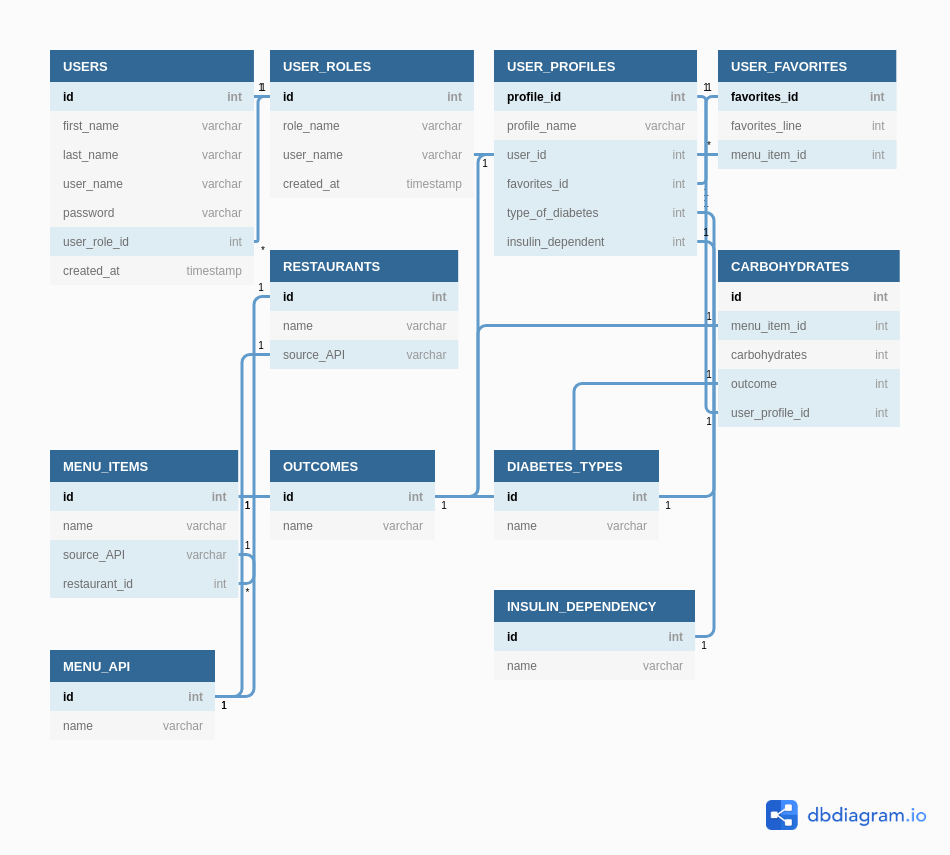 USERS
id int
first_name varchar
last_name varchar
user_name varchar
password varchar
user_role_id int
created_at timestamp
USER_ROLES
id int
role_name varchar
user_name varchar
created_at timestamp
USER_PROFILES
profile_id int
profile_name varchar
user_id int
favorites_id int
type_of_diabetes int
insulin_dependent int
USER_FAVORITES
favorites_id int
favorites_line int
menu_item_id int
RESTAURANTS
id int
name varchar
source_API varchar
CARBOHYDRATES
id int
menu_item_id int
carbohydrates int
outcome int
user_profile_id int
MENU_ITEMS
id int
name varchar
source_API varchar
restaurant_id int
OUTCOMES
id int
name varchar
DIABETES_TYPES
id int
name varchar
INSULIN_DEPENDENCY
id int
name varchar
MENU_API
id int
name varchar
1
1
*
1
1
1
*
1
1
1
1
1
1
1
1
*
1
1
1
1
dbdiagram.io